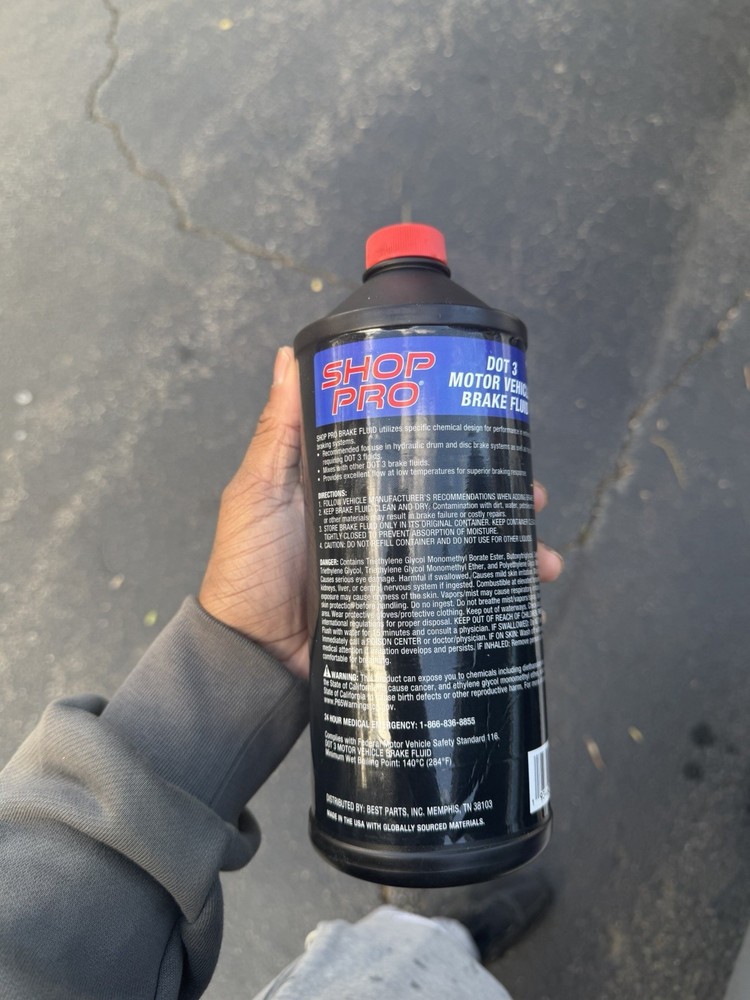 SHOP
PRO®
DOT 3
MOTOR VEHICLE
BRAKE FLUID
SHOP PRO BRAKE FLUID utilizes specific chemical design for performance in
braking systems.
• Recommended for use in hydraulic drum and disc brake systems as well as
requiring DOT 3 fluids.
• Mixes with other DOT 3 brake fluids.
• Provides excellent flow at low temperatures for superior braking response.
DIRECTIONS:
1. FOLLOW VEHICLE MANUFACTURER'S RECOMMENDATIONS WHEN ADDING
2. KEEP BRAKE FLUID CLEAN AND DRY. Contamination with dirt, water,
or other materials may result in brake failure or costly repairs.
3. STORE BRAKE FLUID ONLY IN ITS ORIGINAL CONTAINER. KEEP CONTAINER
TIGHTLY CLOSED TO PREVENT ABSORPTION OF MOISTURE.
4. CAUTION: DO NOT REFILL CONTAINER AND DO NOT USE FOR OTHER LIQUIDS.
DANGER: Contains Triethylene Glycol Monomethyl Borate Ester,
Triethylene Glycol, Triethylene Glycol Monomethyl Ether, and
Causes serious eye damage. Harmful if swallowed. Causes mild skin
kidneys, liver, or central nervous system if ingested. Combustible at
exposure may cause dryness of the skin. Vapors/mist may cause
skin protection before handling. Do no ingest. Do not breathe mist/vapors
area. Wear protective gloves/protective clothing. Keep out of waterways.
international regulations for proper disposal. KEEP OUT OF REACH OF
Flush with water for minutes and consult a physician. IF SWALLOWED:
immediately call a POISON CENTER or doctor/physician. IF ON SKIN: Wash
medical attention if irritation develops and persists. IF INHALED: Remove
comfortable for breathing.
WARNING: This product can expose you to chemicals including
the State of California to cause cancer, and ethylene glycol monomethyl
State of California to cause birth defects or other reproductive harms. For
www.P65Warnings.ca.gov.
24 HOUR MEDICAL EMERGENCY: 1-866-836-8855
Complies with Federal Motor Vehicle Safety Standard 116.
DOT 3 MOTOR VEHICLE BRAKE FLUID
Minimum Wet Boiling Point: 140°C (284°F)
DISTRIBUTED BY: BEST PARTS, INC. MEMPHIS, TN 38103
MADE IN THE USA WITH GLOBALLY SOURCED MATERIALS.